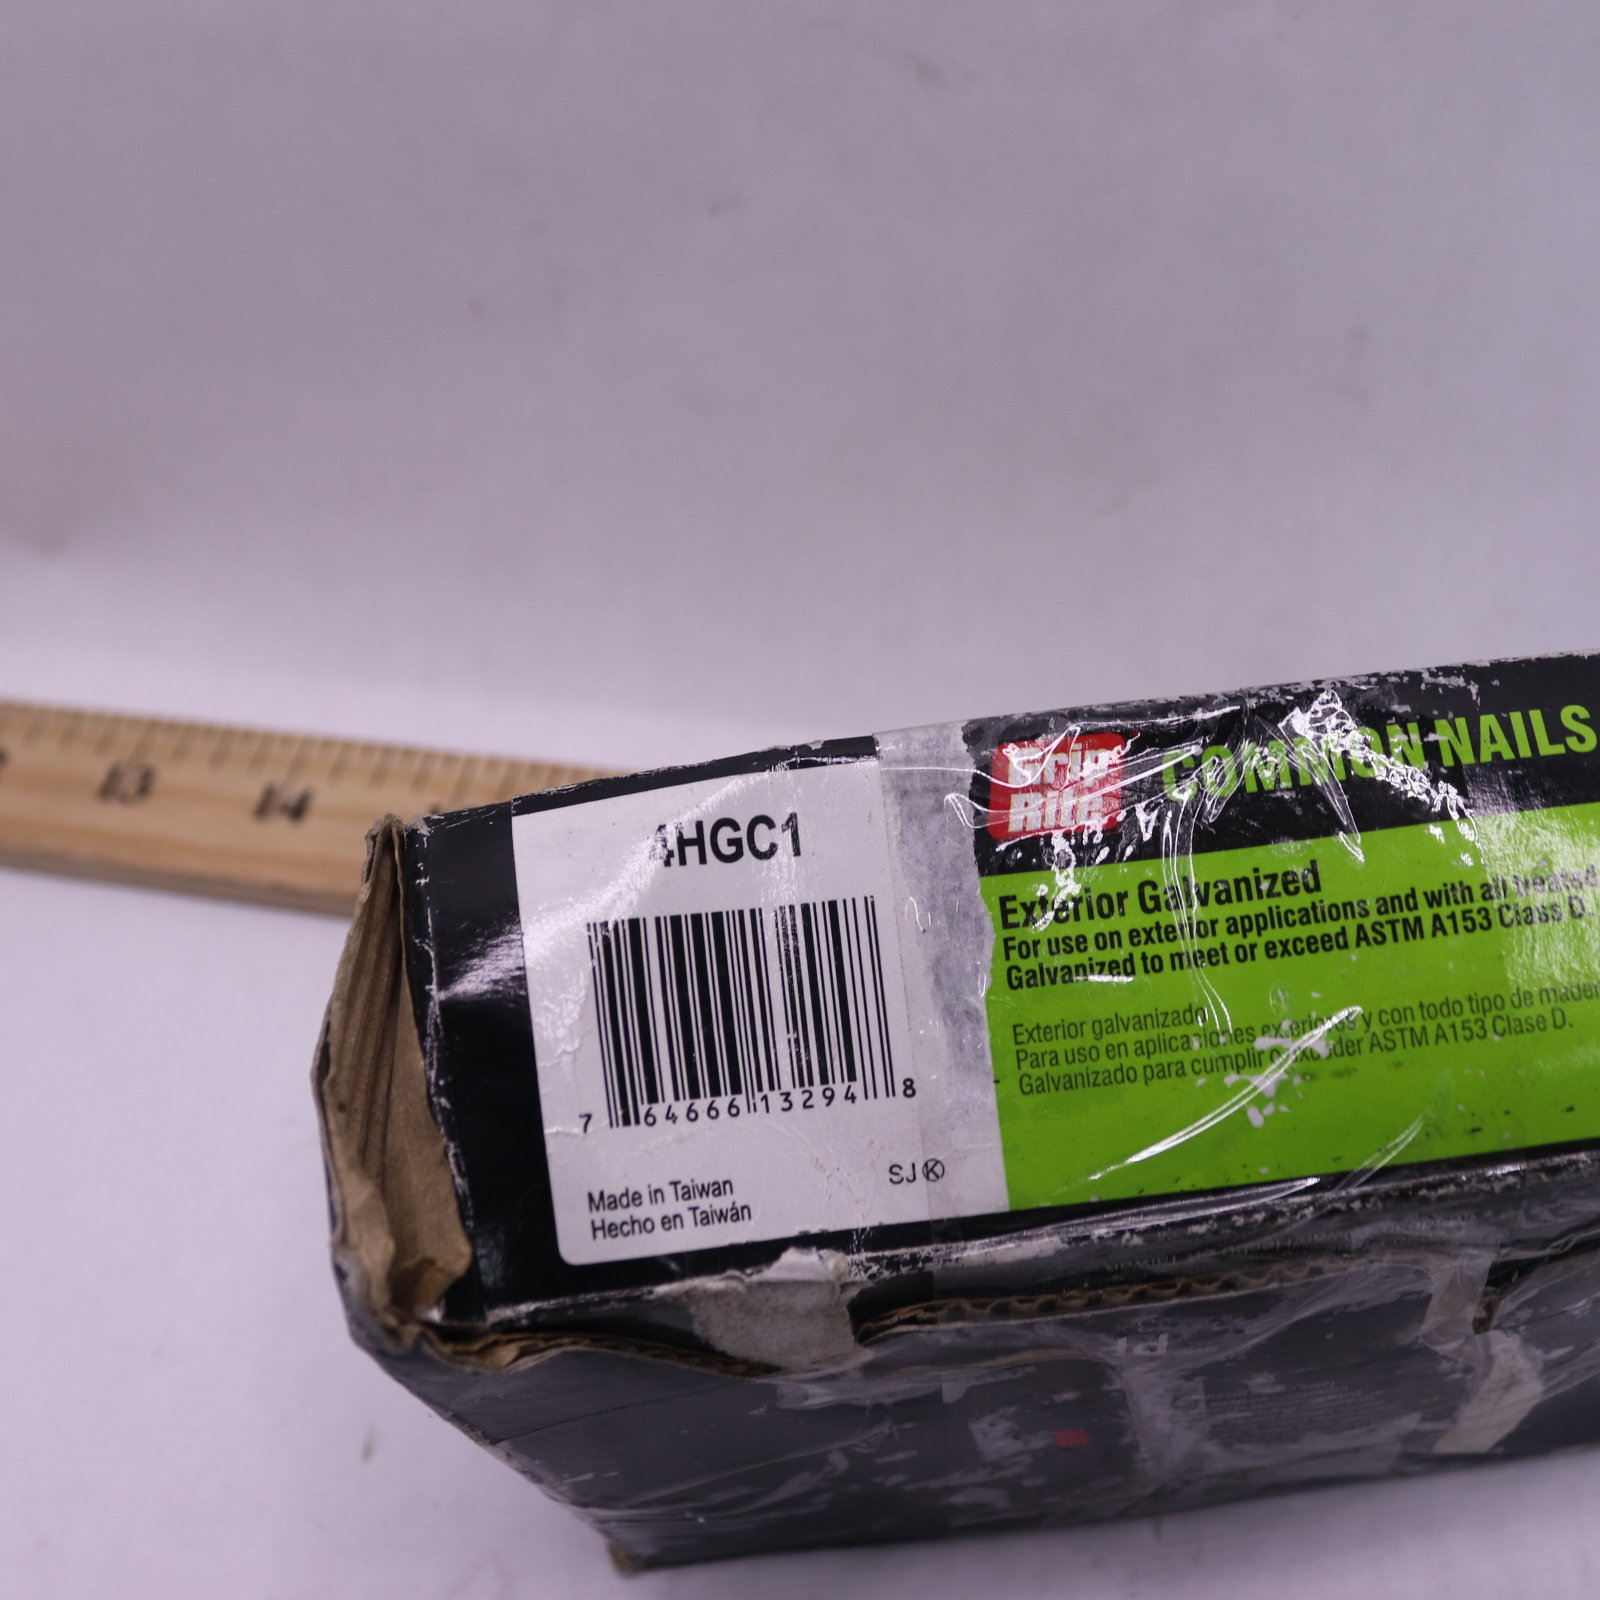 13
14
4HGC1
7 64666 13294 8
Made in Taiwan
Hecho en Taiwán
SJ Ⓚ
Grip
Rite
COMMON NAILS
Exterior Galvanized
For use on exterior applications and with all treated
Galvanized to meet or exceed ASTM A153 Class D.
Exterior galvanizado
Para uso en aplicaciones exteriores y con todo tipo de mader
Galvanizado para cumplir o exceder ASTM A153 Clase D.